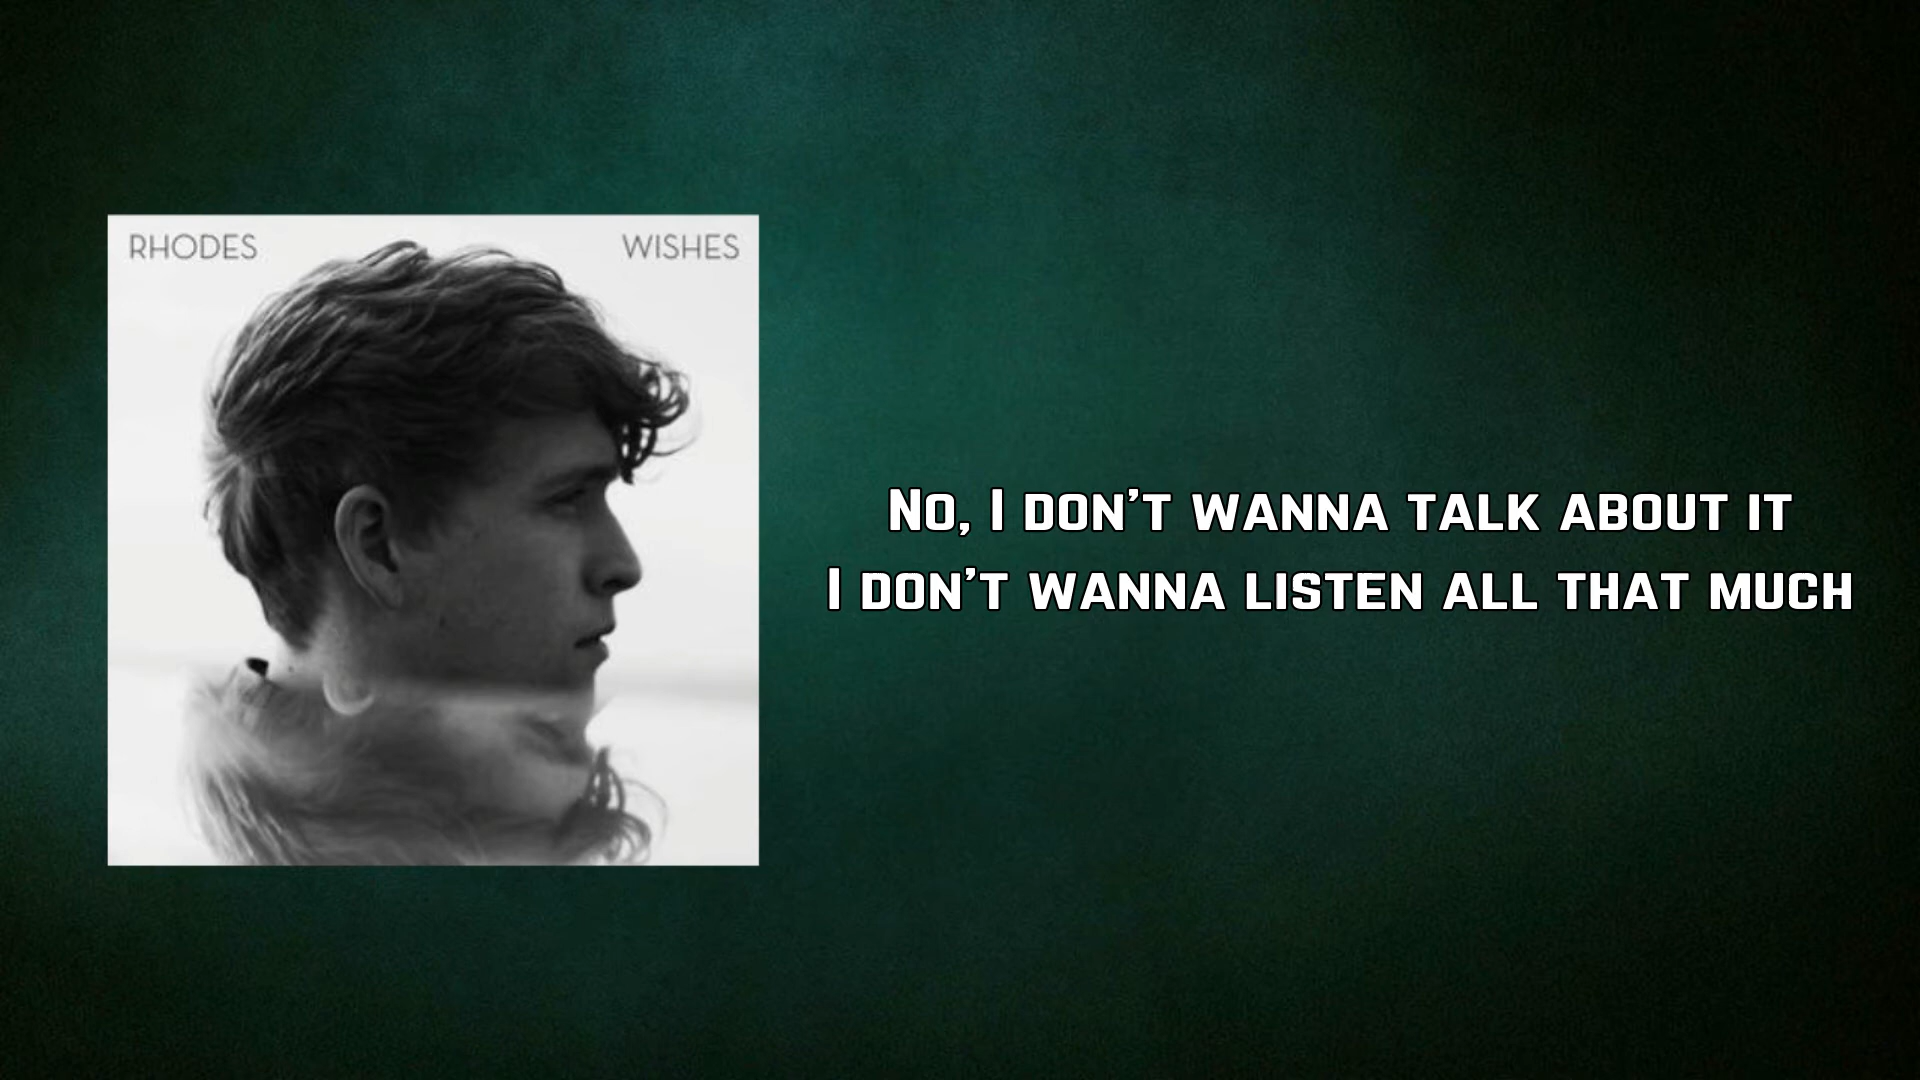 RHODES WISHES
No, I don't wanna talk about it
I don't wanna listen all that much